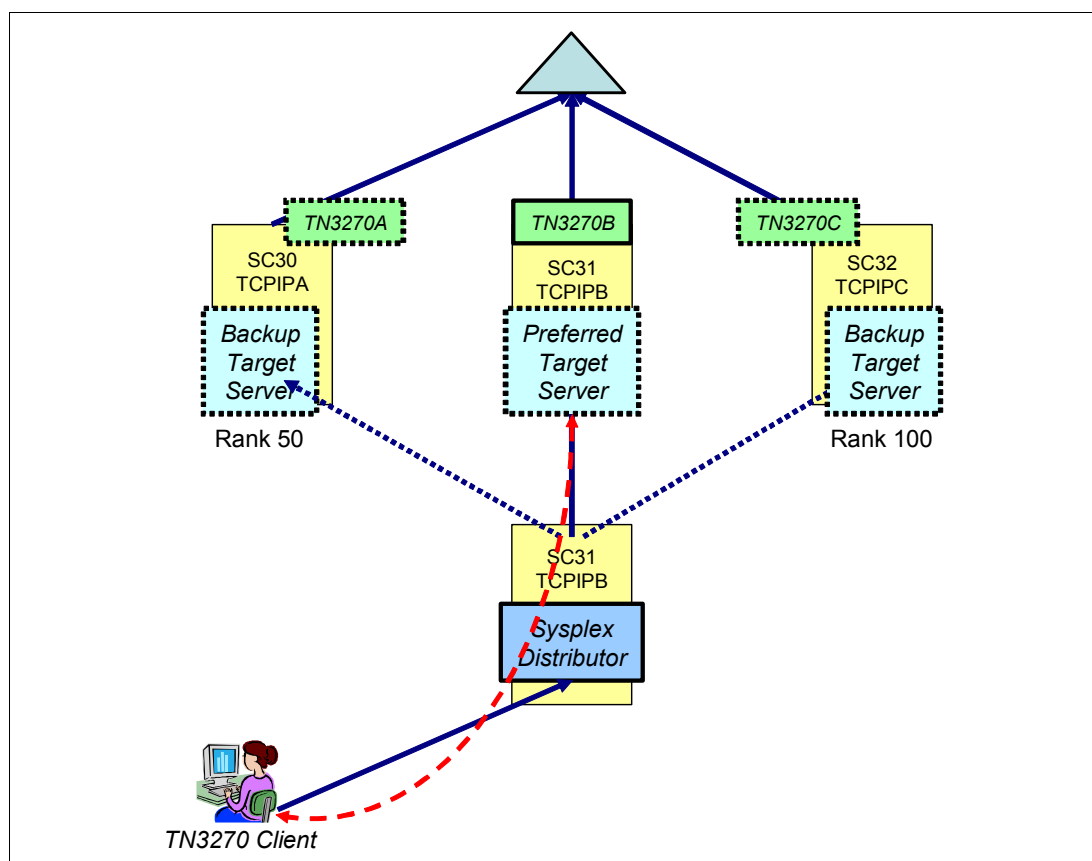 TN3270A
TN3270B
TN3270C
SC30
TCPIPA
SC31
TCPIPB
SC32
TCPIPC
Backup
Target
Server
Preferred
Target
Server
Backup
Target
Server
Rank 50
Rank 100
SC31
TCPIPB
Sysplex
Distributor
TN3270 Client